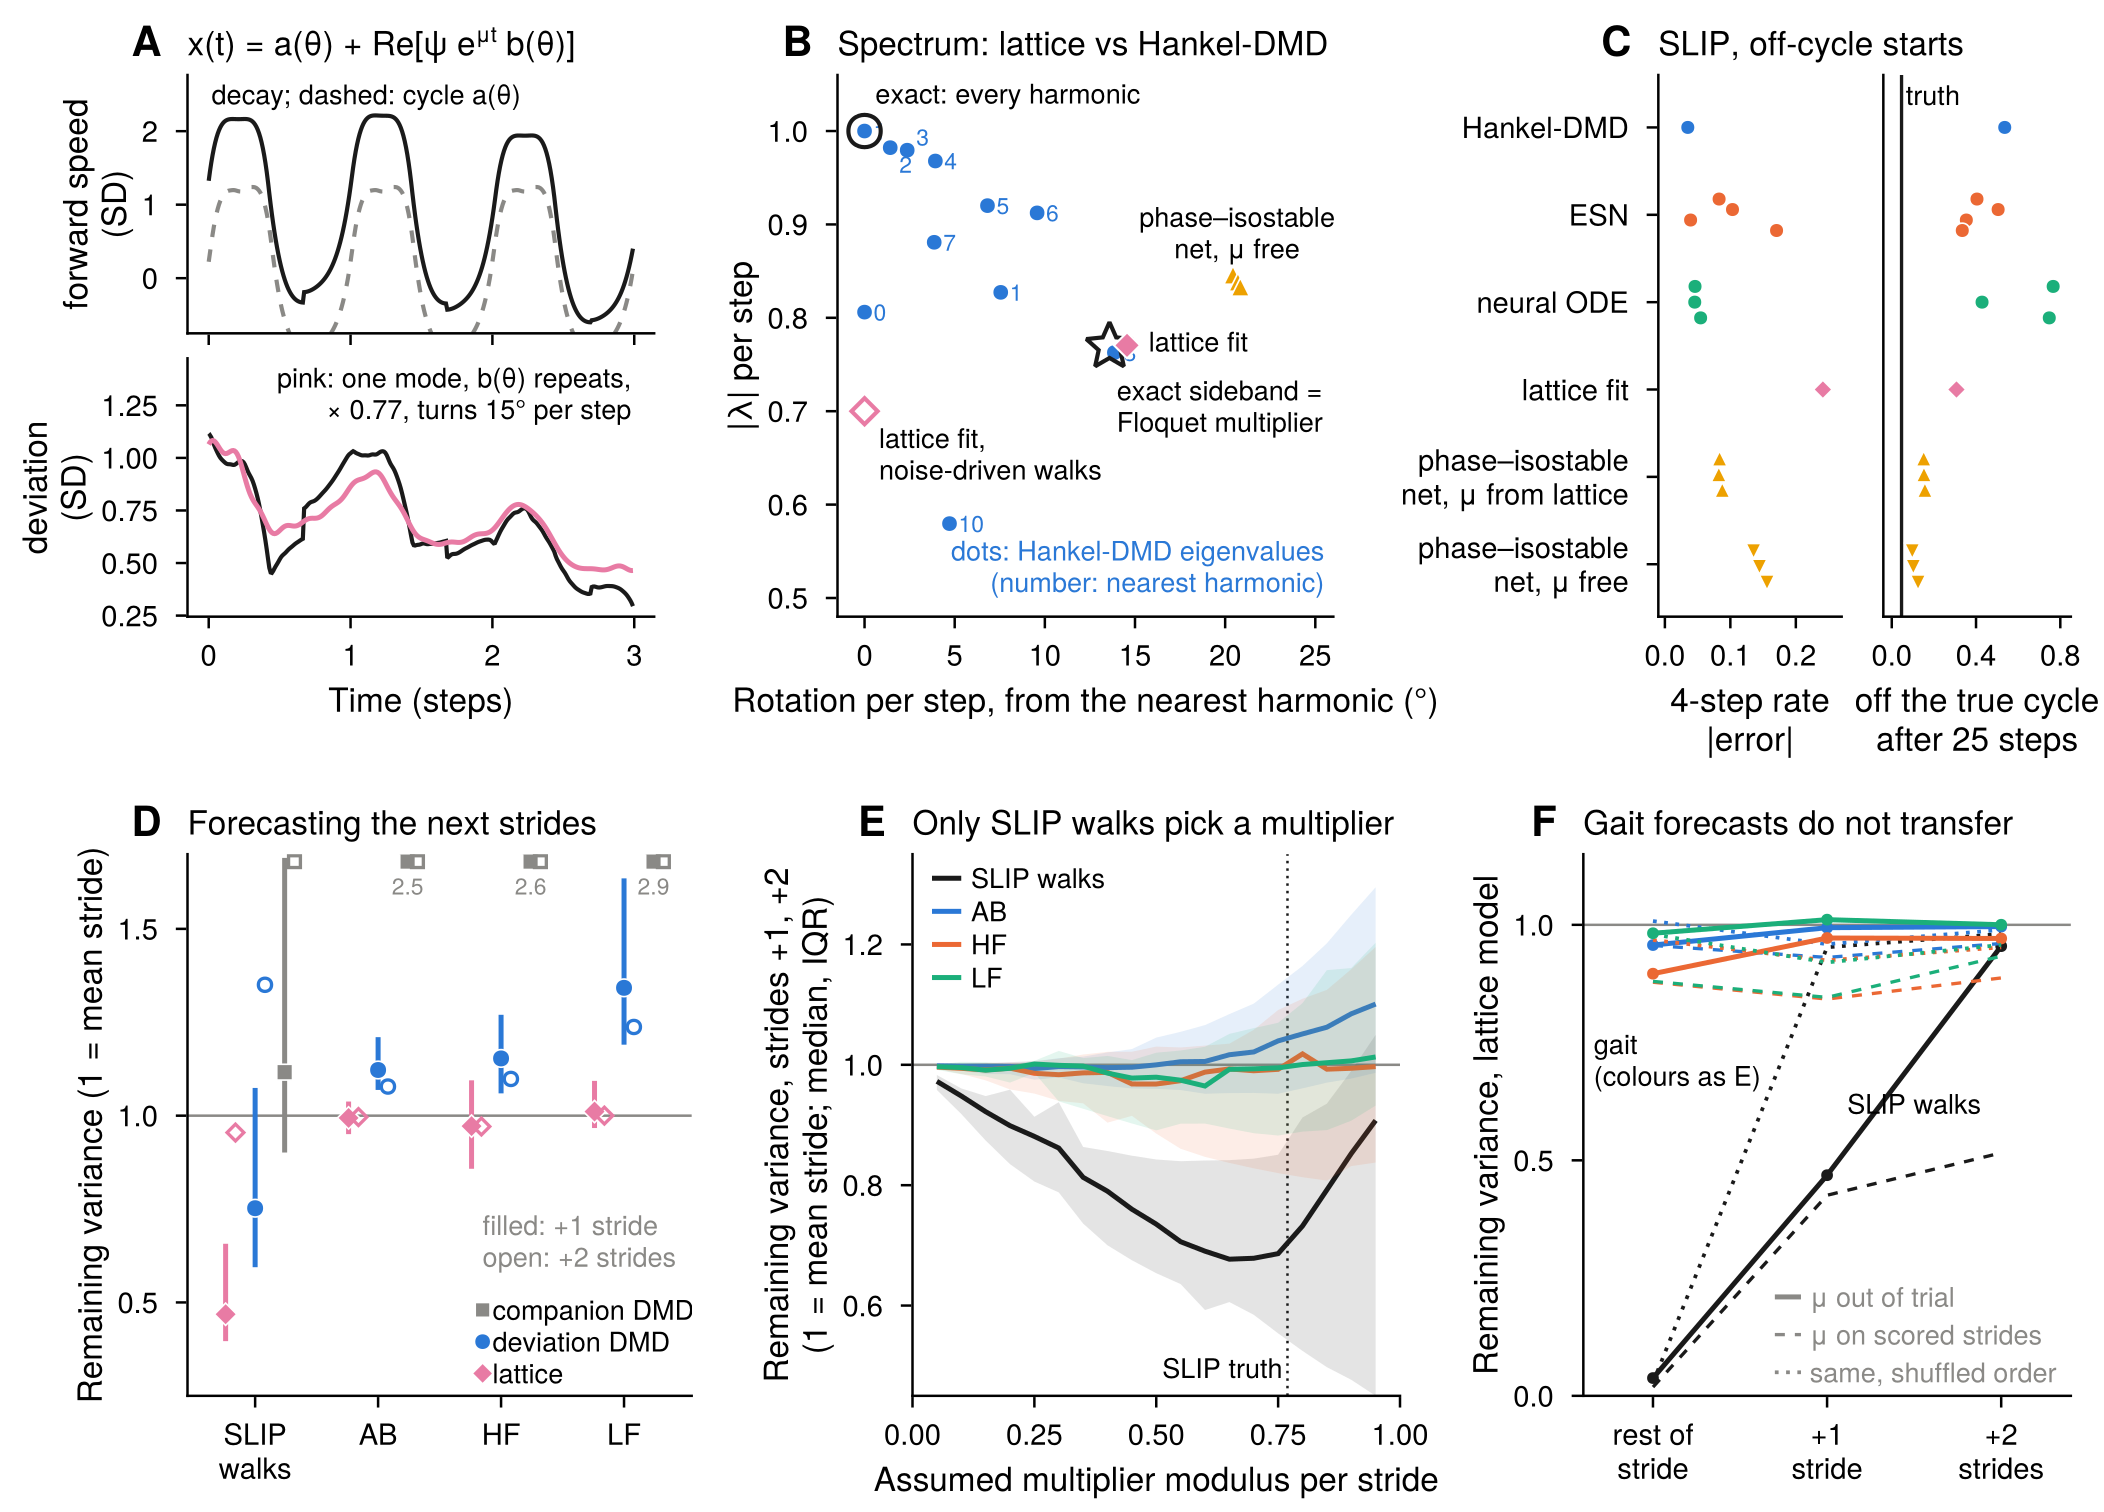 A x(t) = a(θ) + Re[ψ e^μt b(θ)]
decay; dashed: cycle a(θ)
forward speed
(SD)
2
1
0
pink: one mode, b(θ) repeats,
× 0.77, turns 15° per step
deviation
(SD)
1.25
1.00
0.75
0.50
0.25
0 1 2 3
Time (steps)
B Spectrum: lattice vs Hankel-DMD
exact: every harmonic
|λ| per step
1.0
0.9
0.8
0.7
0.6
0.5
3
2
4
5
6
7
1
0
10
phase–isostable
net, μ free
lattice fit
exact sideband =
Floquet multiplier
lattice fit,
noise-driven walks
dots: Hankel-DMD eigenvalues
(number: nearest harmonic)
0 5 10 15 20 25
Rotation per step, from the nearest harmonic (°)
C SLIP, off-cycle starts
truth
Hankel-DMD
ESN
neural ODE
lattice fit
phase–isostable
net, μ from lattice
phase–isostable
net, μ free
0.0 0.1 0.2
4-step rate
|error|
0.0 0.4 0.8
off the true cycle
after 25 steps
D Forecasting the next strides
Remaining variance (1 = mean stride)
1.5
1.0
0.5
2.5 2.6 2.9
filled: +1 stride
open: +2 strides
companion DMD
deviation DMD
lattice
SLIP
walks
AB HF LF
E Only SLIP walks pick a multiplier
Remaining variance, strides +1, +2
(1 = mean stride; median, IQR)
SLIP walks
AB
HF
LF
1.2
1.0
0.8
0.6
SLIP truth
0.00 0.25 0.50 0.75 1.00
Assumed multiplier modulus per stride
F Gait forecasts do not transfer
Remaining variance, lattice model
1.0
0.5
0.0
gait
(colours as E)
SLIP walks
μ out of trial
μ on scored strides
same, shuffled order
rest of
stride
+1
stride
+2
strides